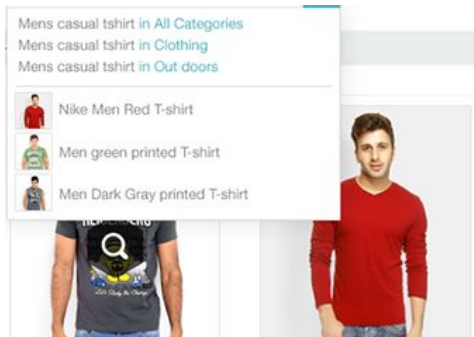 Mens casual tshirt in All Categories
Mens casual tshirt in Clothing
Mens casual tshirt in Out doors
Nike Men Red T-shirt
Men green printed T-shirt
Men Dark Gray printed T-shirt